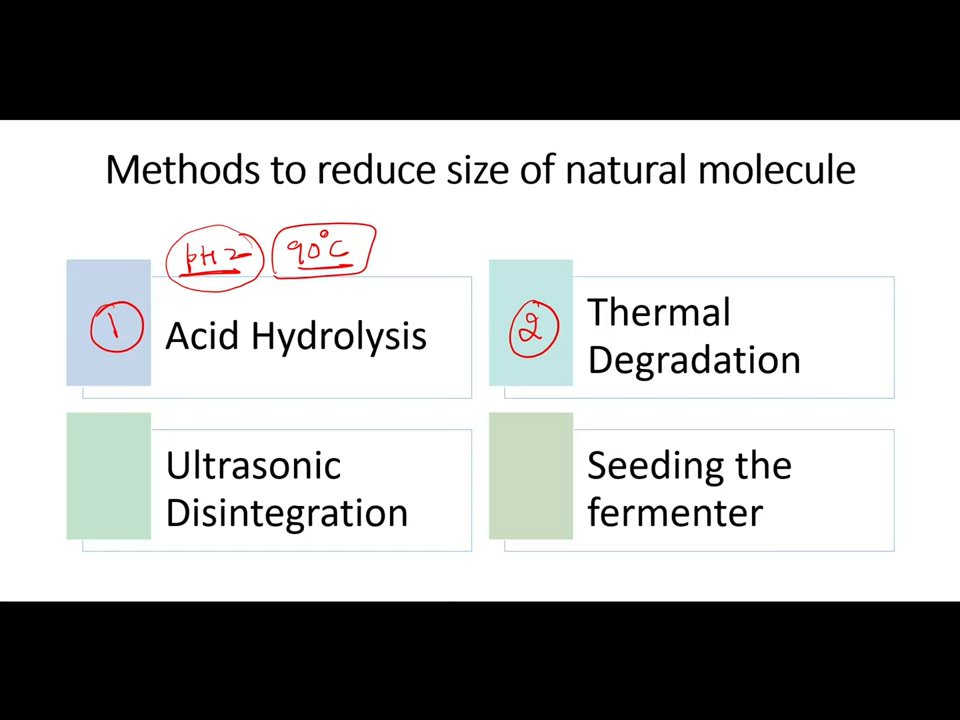 Methods to reduce size of natural molecule
pH 2 90°C
1 Acid Hydrolysis
2 Thermal
Degradation
Ultrasonic
Disintegration
Seeding the
fermenter